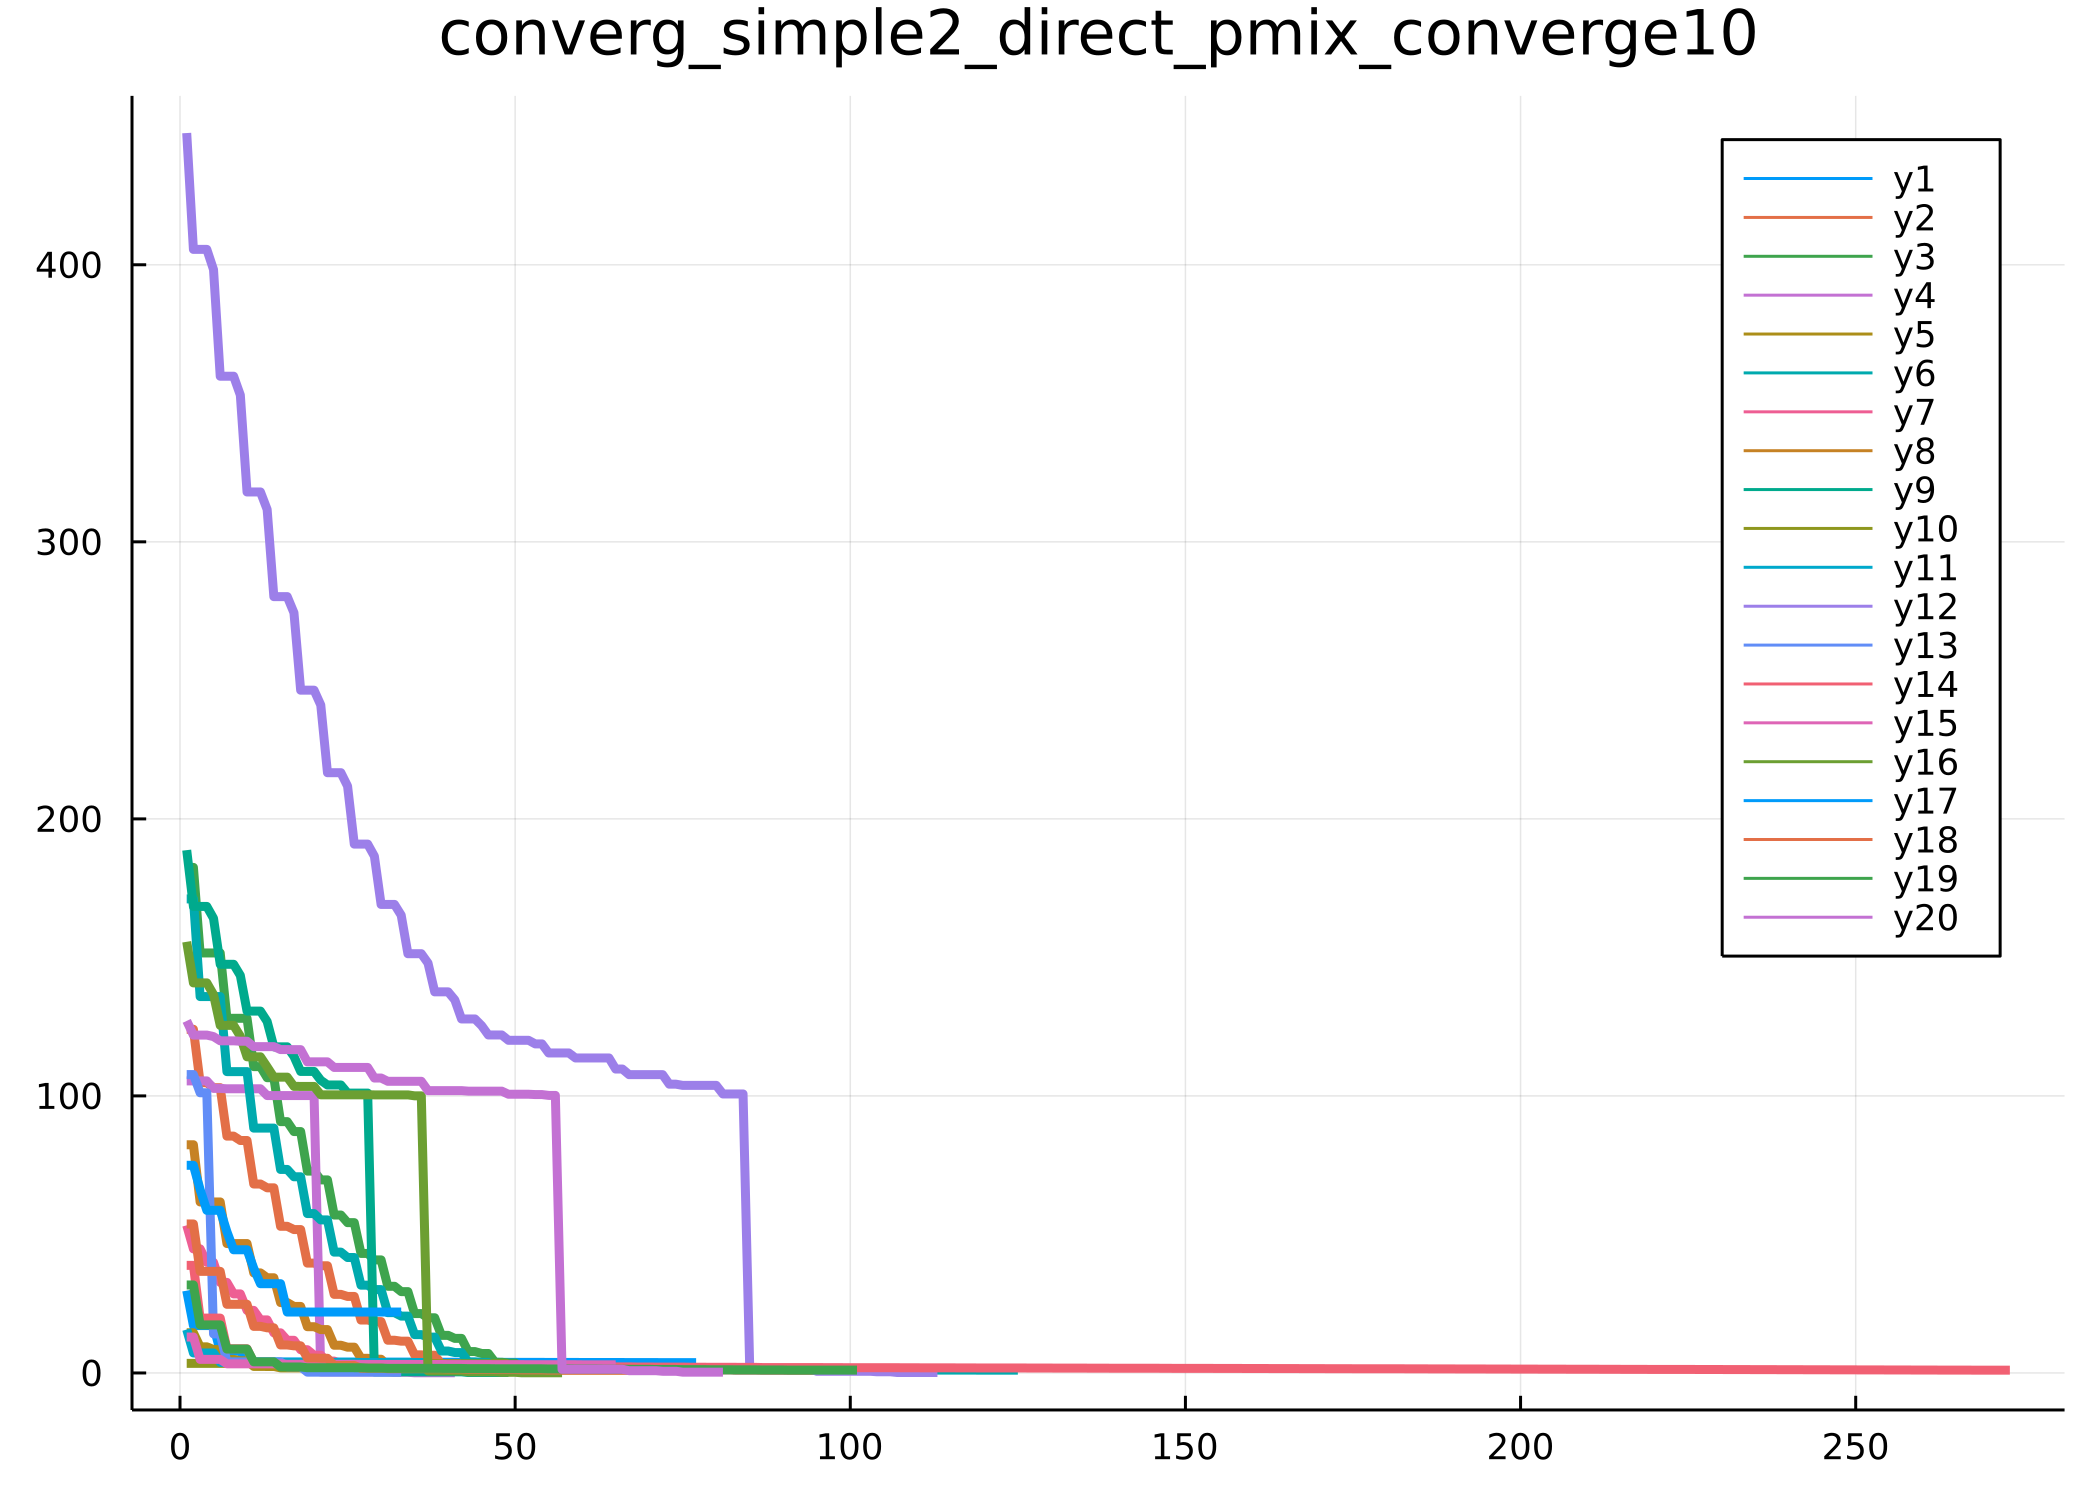 converg_simple2_direct_pmix_converge10
400
300
200
100
0
0 50 100 150 200 250
y1
y2
y3
y4
y5
y6
y7
y8
y9
y10
y11
y12
y13
y14
y15
y16
y17
y18
y19
y20